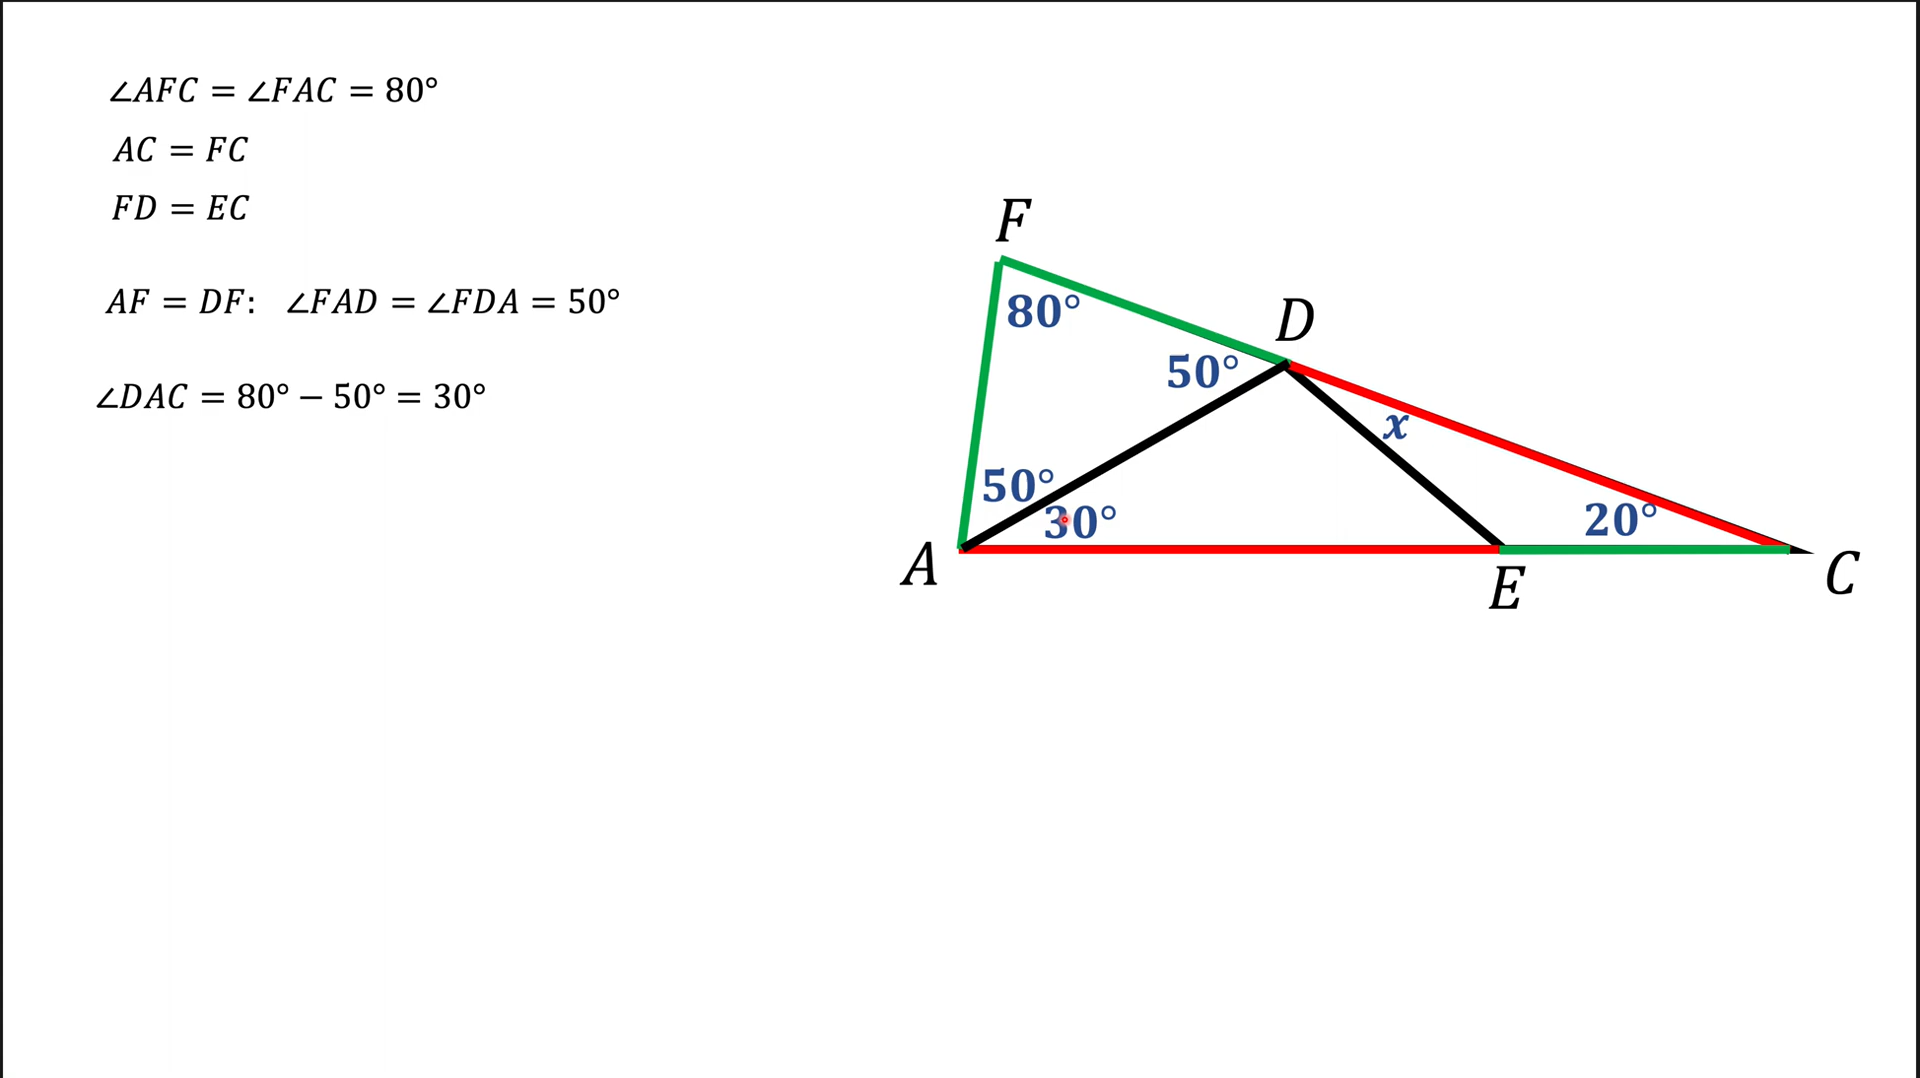 ∠AFC = ∠FAC = 80°
AC = FC
FD = EC
AF = DF: ∠FAD = ∠FDA = 50°
∠DAC = 80° − 50° = 30°
F
80°
D
50°
x
50°
30°
20°
A
E
C